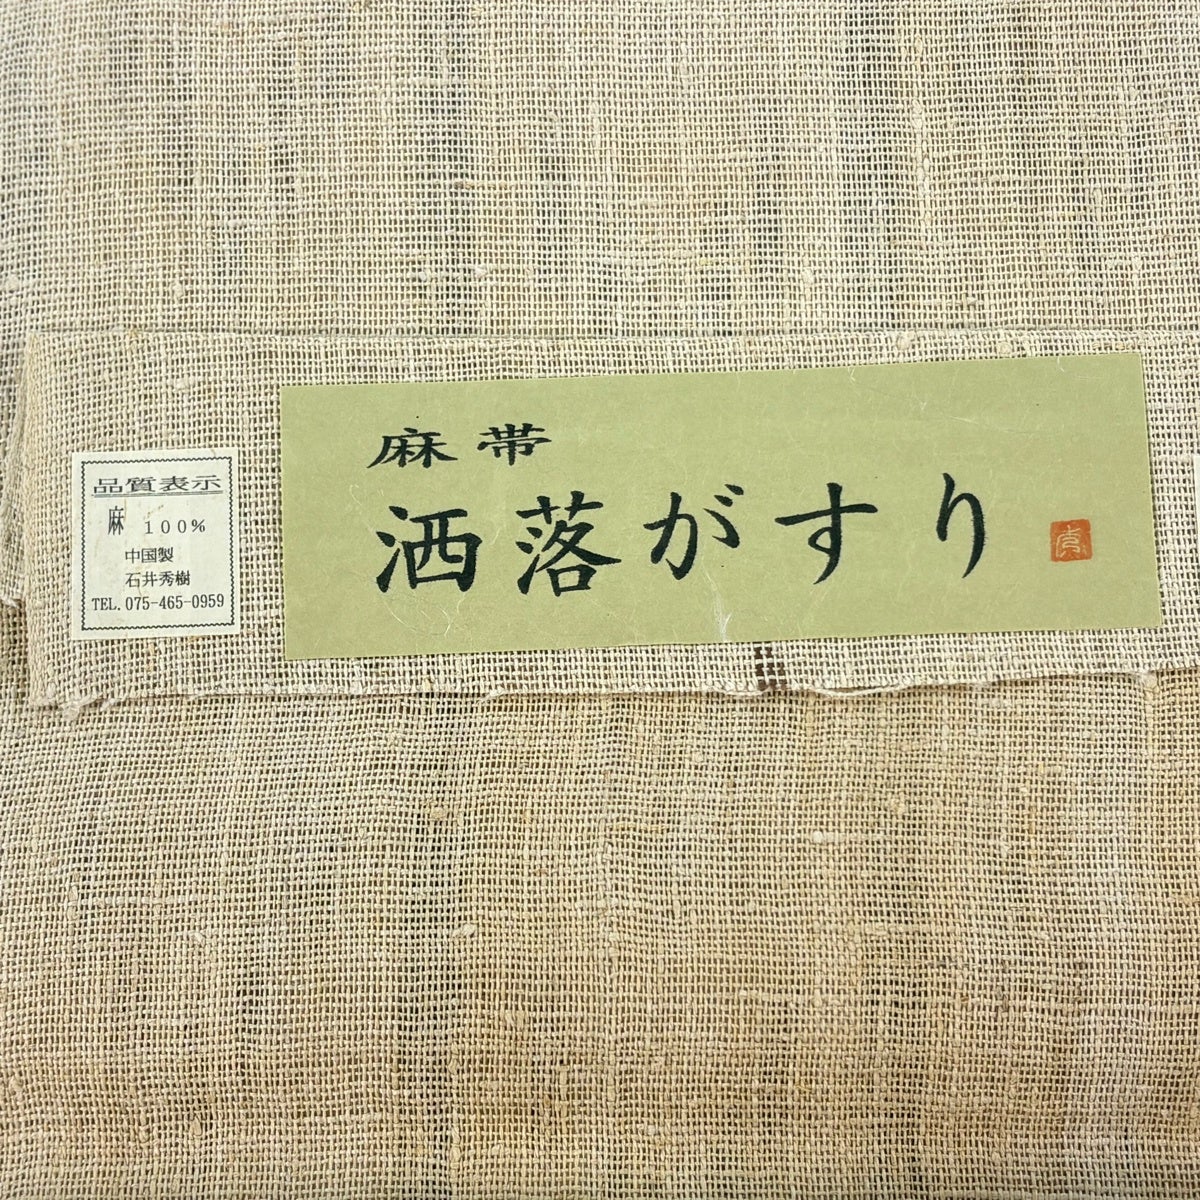 品質表示
麻 100%
中国製
石井秀樹
TEL.075-465-0959
麻帯
洒落がすり